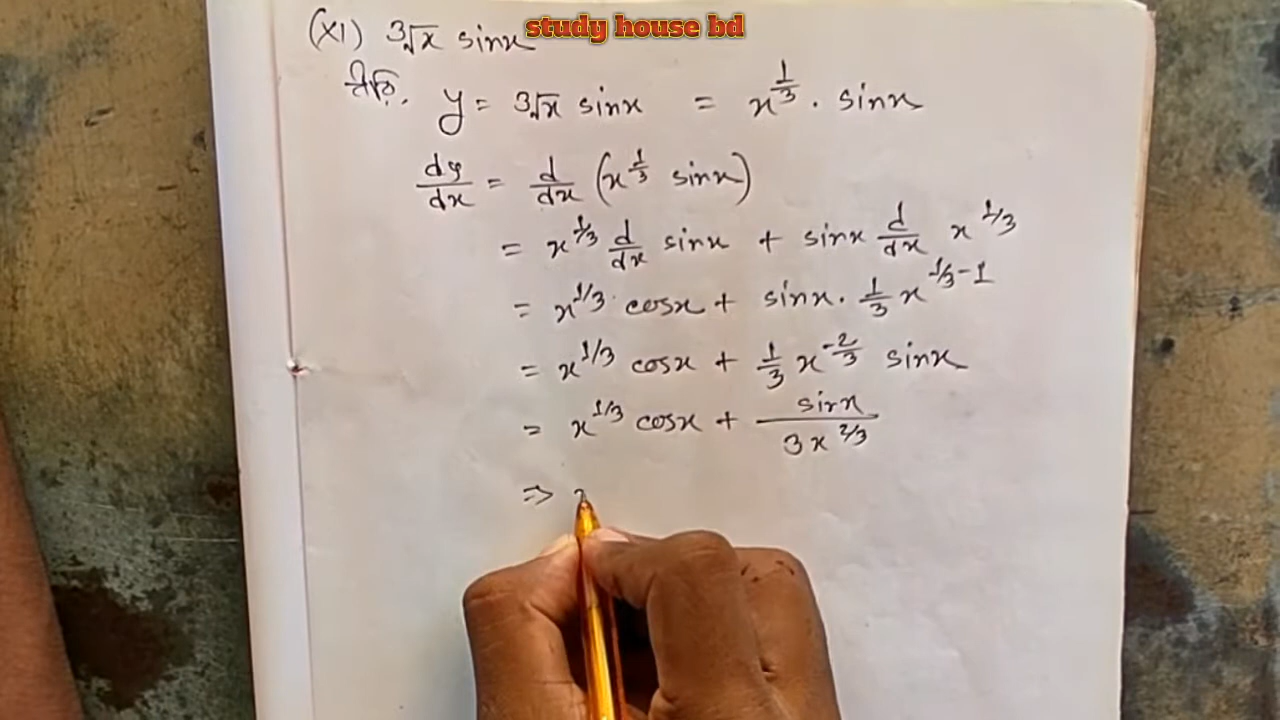 study house bd
(XI) ∛x sinx
ধরি, y = ∛x sinx = x^{1/3} . sinx
dy/dx = d/dx (x^{1/3} sinx)
= x^{1/3} d/dx sinx + sinx d/dx x^{1/3}
= x^{1/3} . cosx + sinx . 1/3 x^{1/3-1}
= x^{1/3} cosx + 1/3 x^{-2/3} sinx
= x^{1/3} cosx + sinx/3x^{2/3}
⇒